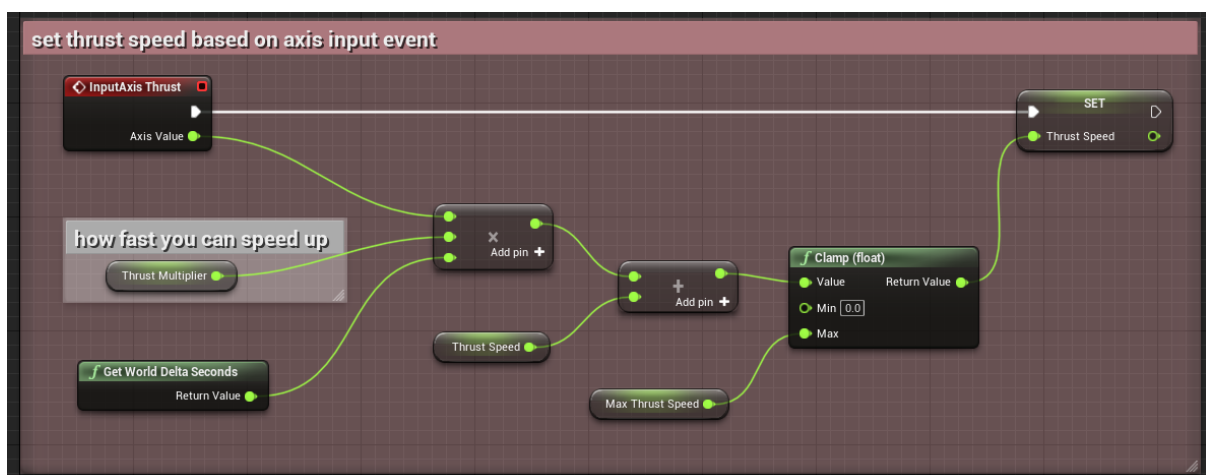 set thrust speed based on axis input event
InputAxis Thrust
Axis Value
SET
Thrust Speed
how fast you can speed up
Thrust Multiplier
×
Add pin +
+
Add pin +
f Clamp (float)
Value Return Value
Min 0.0
Max
Thrust Speed
f Get World Delta Seconds
Return Value
Max Thrust Speed